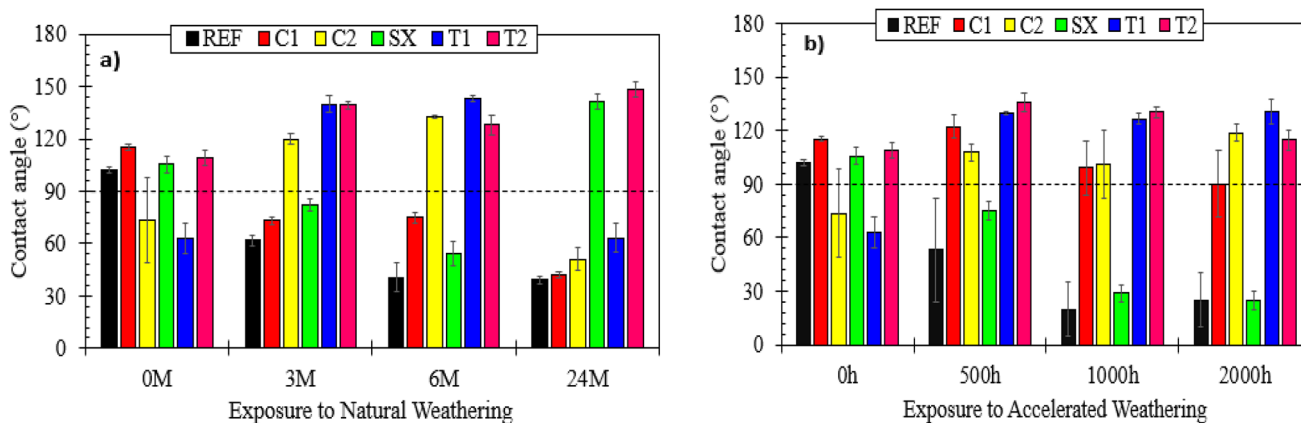 REF C1 C2 SX T1 T2
a)
180
150
120
90
60
30
0
Contact angle (°)
0M 3M 6M 24M
Exposure to Natural Weathering
REF C1 C2 SX T1 T2
b)
180
150
120
90
60
30
0
Contact angle (°)
0h 500h 1000h 2000h
Exposure to Accelerated Weathering